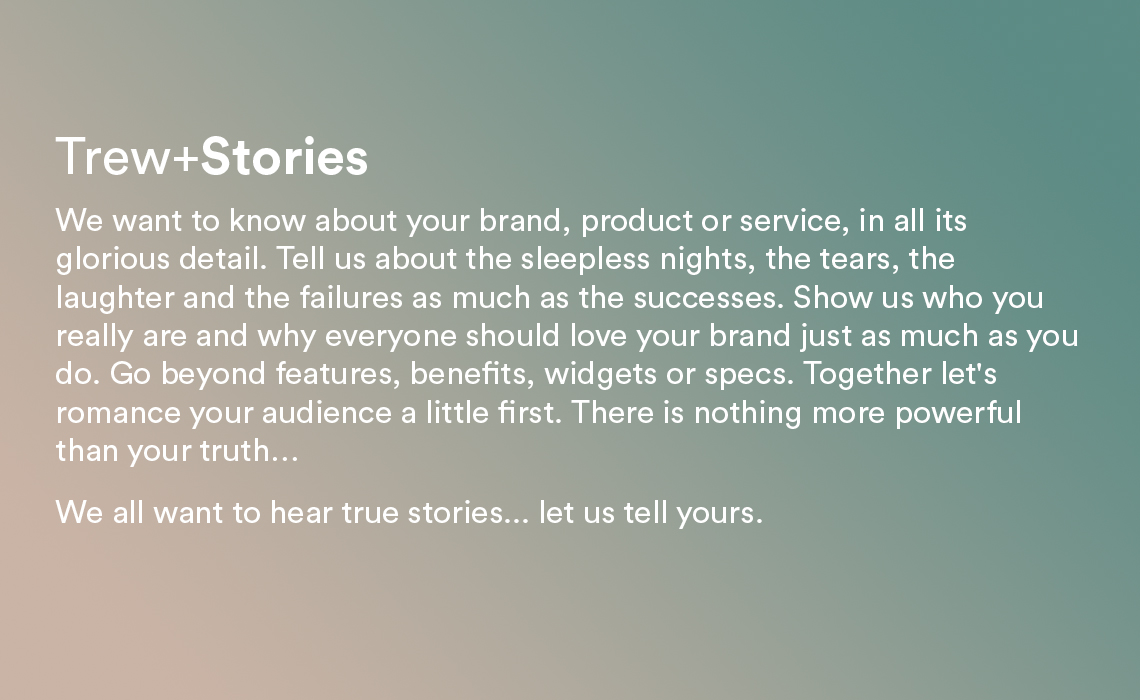 Trew+Stories
We want to know about your brand, product or service, in all its
glorious detail. Tell us about the sleepless nights, the tears, the
laughter and the failures as much as the successes. Show us who you
really are and why everyone should love your brand just as much as you
do. Go beyond features, benefits, widgets or specs. Together let's
romance your audience a little first. There is nothing more powerful
than your truth…
We all want to hear true stories... let us tell yours.